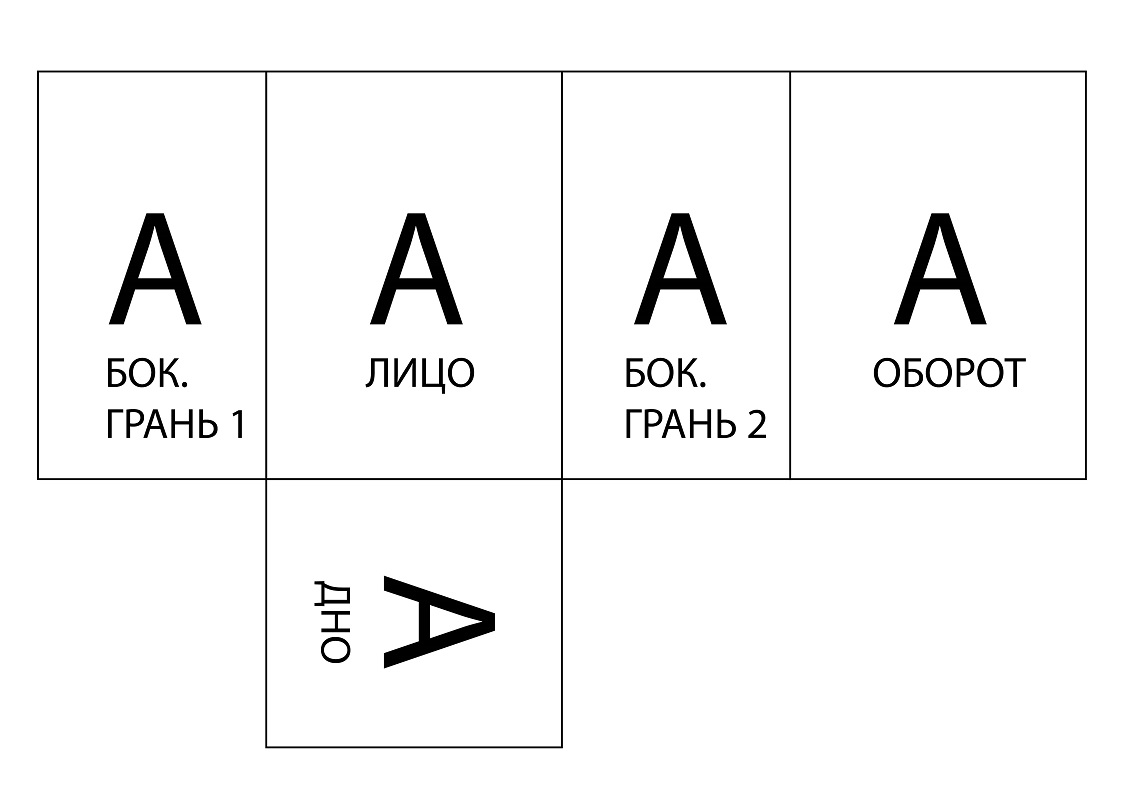 А
БОК.
ГРАНЬ 1
А
ЛИЦО
А
БОК.
ГРАНЬ 2
А
ОБОРОТ
А
ДНО